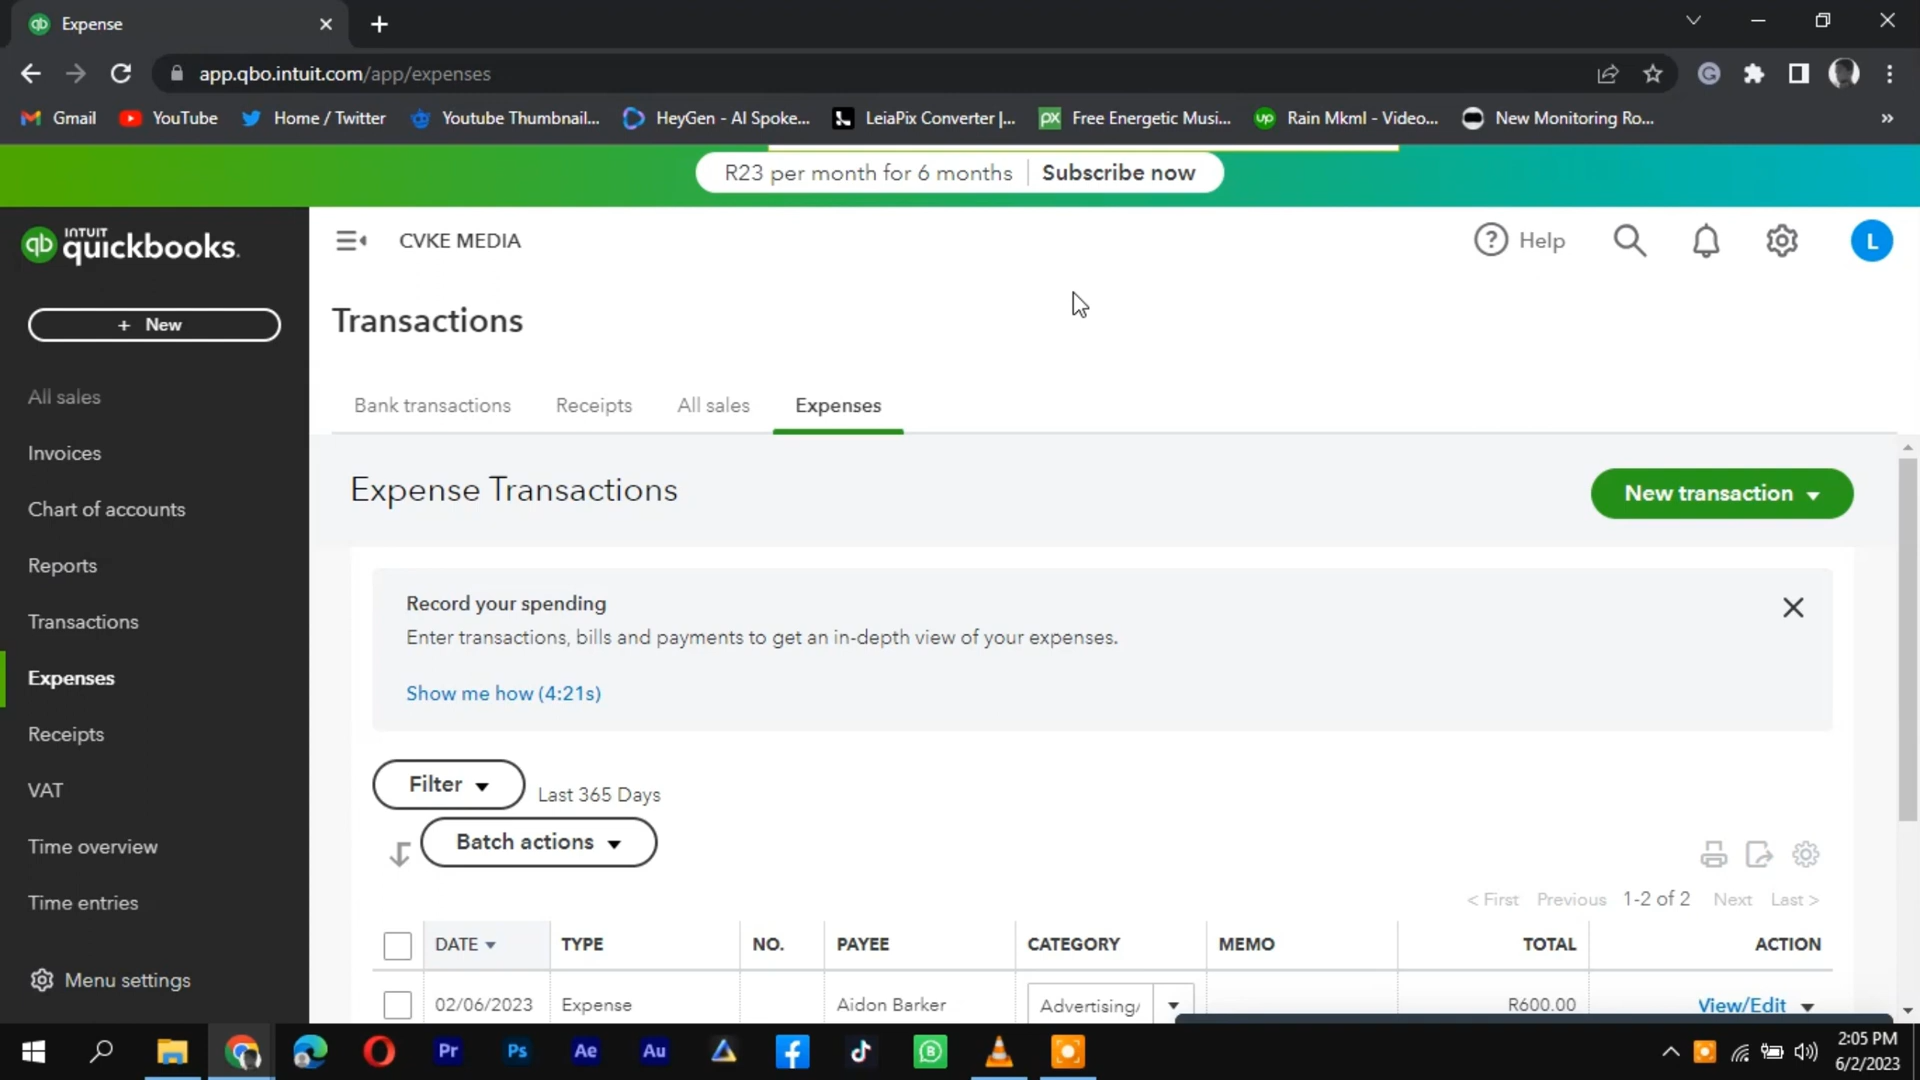 Expense
app.qbo.intuit.com/app/expenses
Gmail YouTube Home / Twitter Youtube Thumbnail... HeyGen - AI Spoke... LeiaPix Converter |... Free Energetic Musi... Rain Mkml - Video... New Monitoring Ro... »
R23 per month for 6 months Subscribe now
INTUIT
quickbooks.
CVKE MEDIA
Help
L
+ New
Transactions
All sales
Invoices
Chart of accounts
Reports
Transactions
Expenses
Receipts
VAT
Time overview
Time entries
Menu settings
Bank transactions Receipts All sales Expenses
Expense Transactions
New transaction
Record your spending
Enter transactions, bills and payments to get an in-depth view of your expenses.
Show me how (4:21s)
Filter
Last 365 Days
Batch actions
< First Previous 1-2 of 2 Next Last >
DATE TYPE NO. PAYEE CATEGORY MEMO TOTAL ACTION
02/06/2023 Expense Aidon Barker Advertising/ R600.00 View/Edit
Pr Ps Ae Au
2:05 PM
6/2/2023